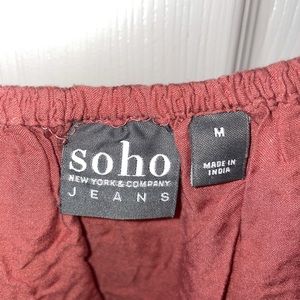 soho
NEW YORK & COMPANY
JEANS
M
MADE IN
INDIA